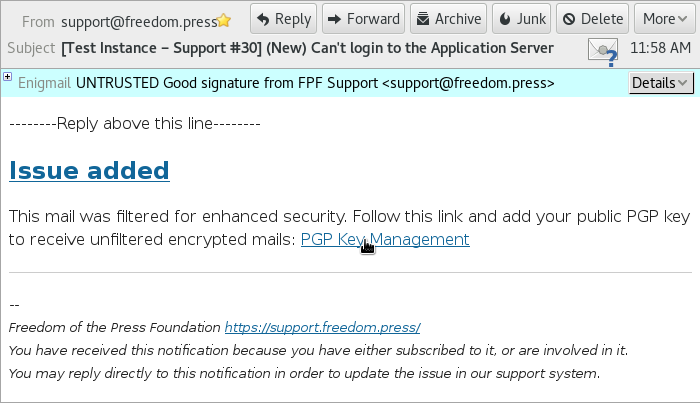 From support@freedom.press Reply Forward Archive Junk Delete More
Subject [Test Instance – Support #30] (New) Can't login to the Application Server 11:58 AM
Enigmail UNTRUSTED Good signature from FPF Support <support@freedom.press> Details
--------Reply above this line--------
Issue added
This mail was filtered for enhanced security. Follow this link and add your public PGP key
to receive unfiltered encrypted mails: PGP Key Management
--
Freedom of the Press Foundation https://support.freedom.press/
You have received this notification because you have either subscribed to it, or are involved in it.
You may reply directly to this notification in order to update the issue in our support system.